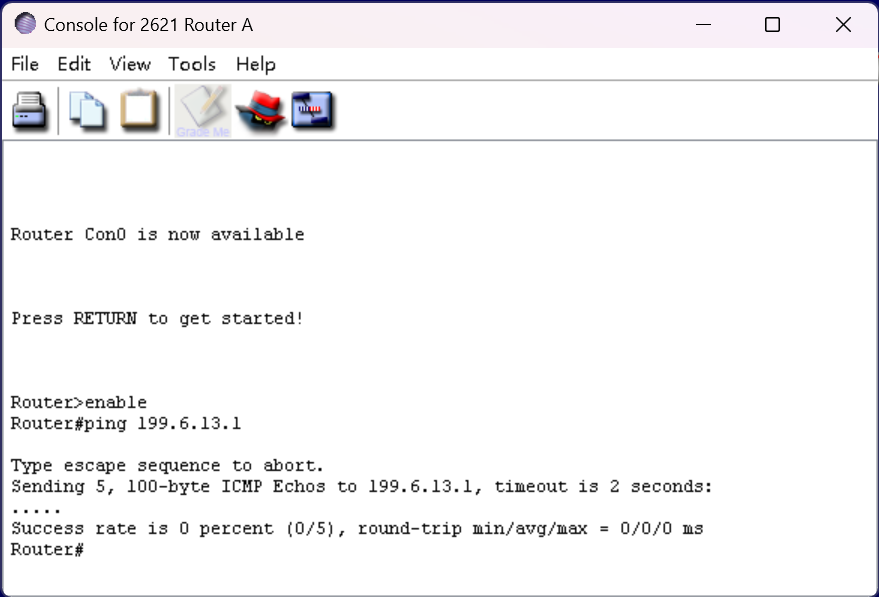 Console for 2621 Router A
File Edit View Tools Help
Grade Me
Router Con0 is now available
Press RETURN to get started!
Router>enable
Router#ping 199.6.13.1
Type escape sequence to abort.
Sending 5, 100-byte ICMP Echos to 199.6.13.1, timeout is 2 seconds:
.....
Success rate is 0 percent (0/5), round-trip min/avg/max = 0/0/0 ms
Router#